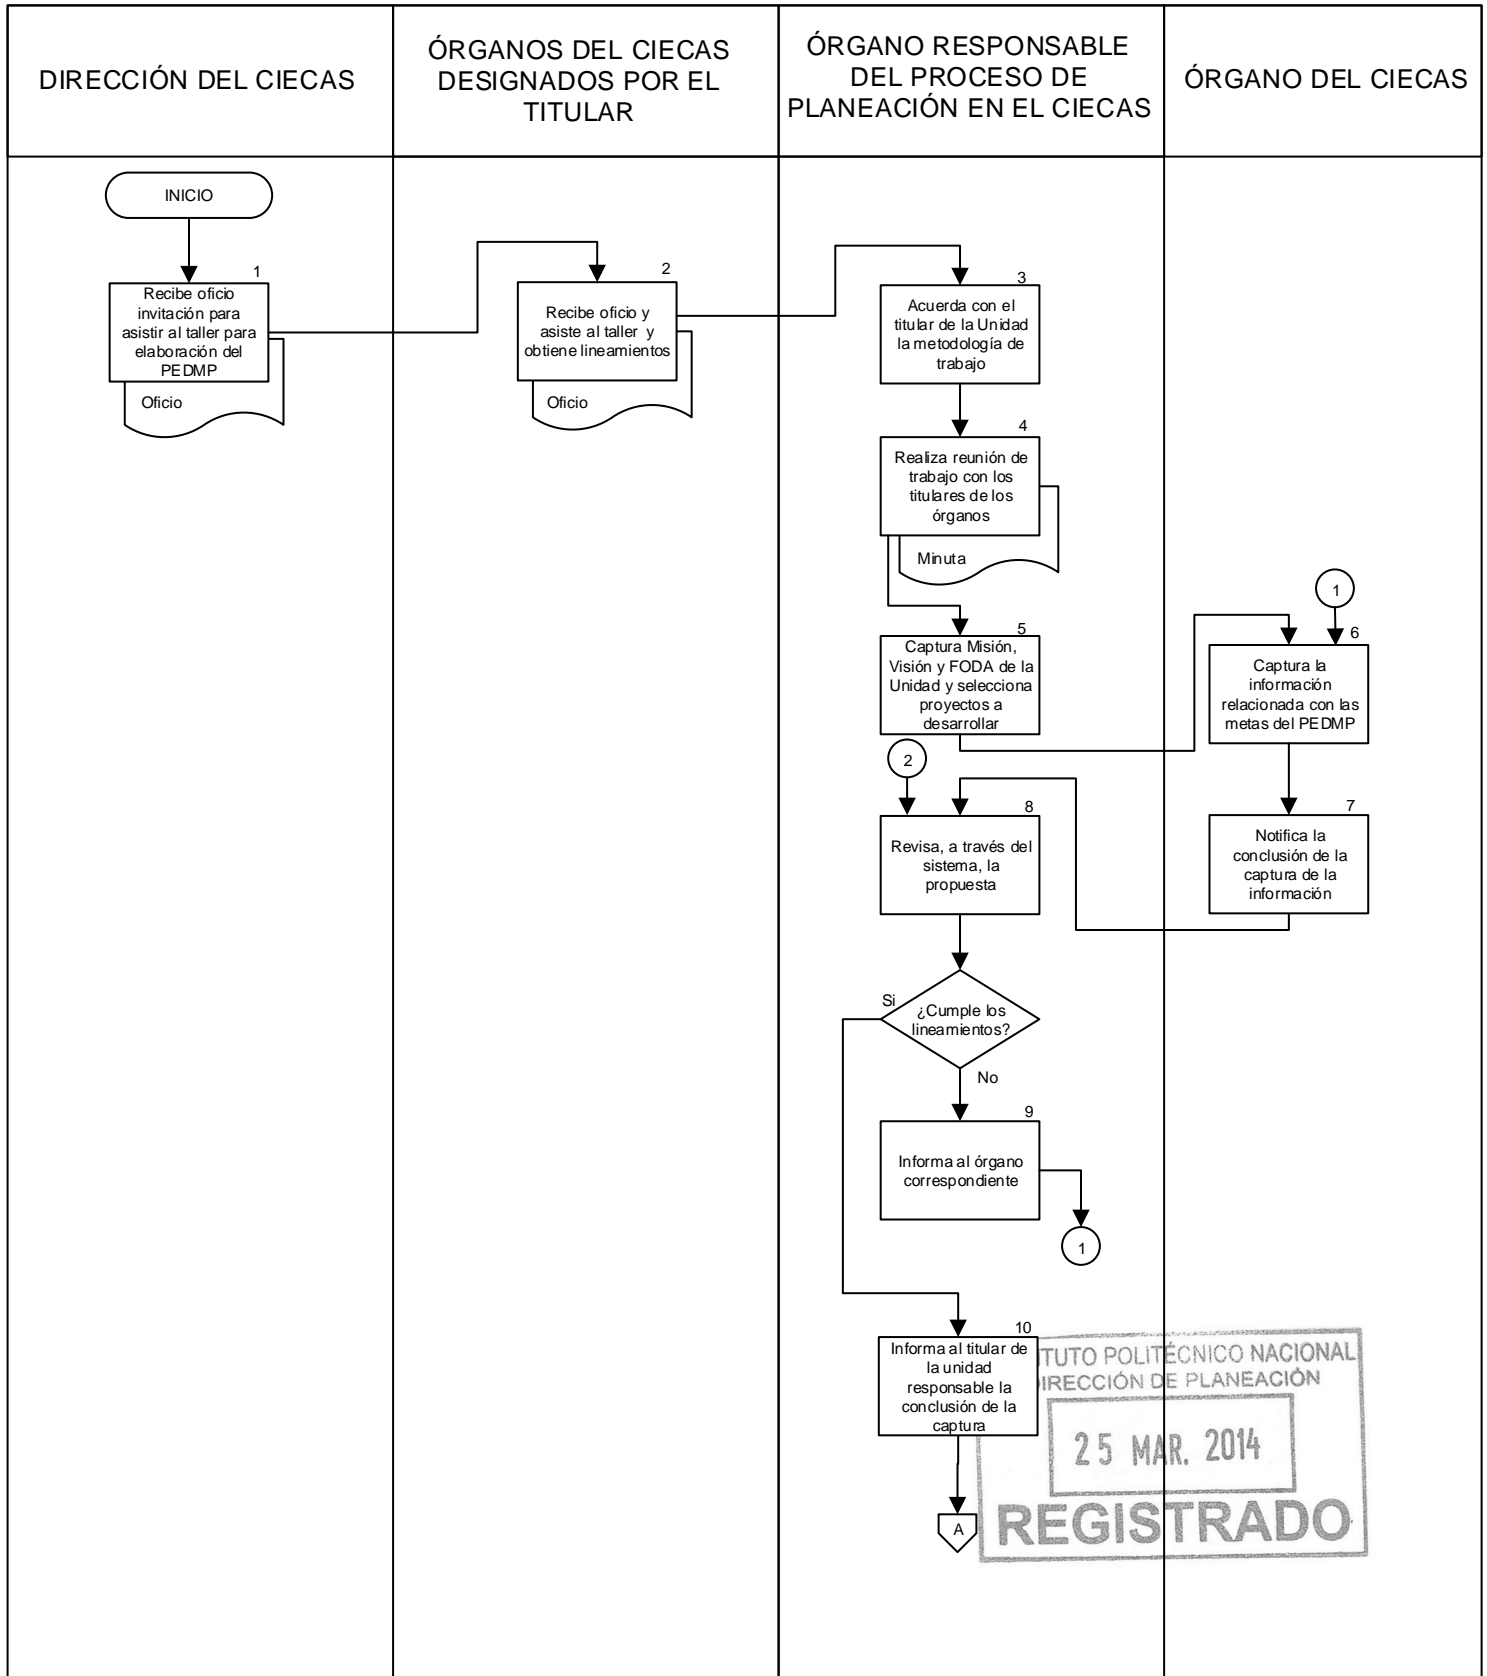 DIRECCIÓN DEL CIECAS
ÓRGANOS DEL CIECAS
DESIGNADOS POR EL
TITULAR
ÓRGANO RESPONSABLE
DEL PROCESO DE
PLANEACIÓN EN EL CIECAS
ÓRGANO DEL CIECAS
INICIO
1
Recibe oficio
invitación para
asistir al taller para
elaboración del
PEDMP
Oficio
2
Recibe oficio y
asiste al taller y
obtiene lineamientos
Oficio
3
Acuerda con el
titular de la Unidad
la metodología de
trabajo
4
Realiza reunión de
trabajo con los
titulares de los
órganos
Minuta
5
Captura Misión,
Visión y FODA de la
Unidad y selecciona
proyectos a
desarrollar
1
6
Captura la
información
relacionada con las
metas del PEDMP
7
Notifica la
conclusión de la
captura de la
información
2
8
Revisa, a través del
sistema, la
propuesta
¿Cumple los
lineamientos?
Si
No
9
Informa al órgano
correspondiente
1
10
Informa al titular de
la unidad
responsable la
conclusión de la
captura
A
TUTO POLITÉCNICO NACIONAL
IRECCIÓN DE PLANEACIÓN
25 MAR. 2014
REGISTRADO